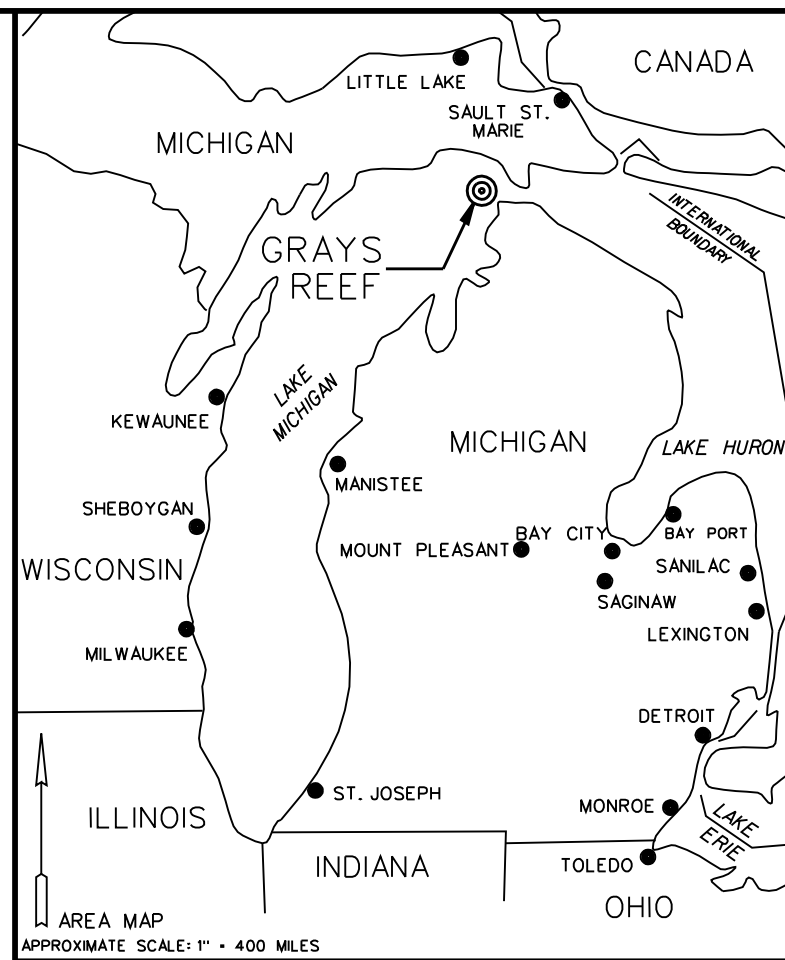 CANADA
LITTLE LAKE
SAULT ST.
MARIE
MICHIGAN
INTERNATIONAL
BOUNDARY
GRAYS
REEF
LAKE
MICHIGAN
KEWAUNEE
MICHIGAN
LAKE HURON
MANISTEE
SHEBOYGAN
BAY CITY
BAY PORT
MOUNT PLEASANT
WISCONSIN
SANILAC
SAGINAW
LEXINGTON
MILWAUKEE
DETROIT
ST. JOSEPH
MONROE
ILLINOIS
LAKE
ERIE
INDIANA
TOLEDO
OHIO
AREA MAP
APPROXIMATE SCALE: 1" = 400 MILES